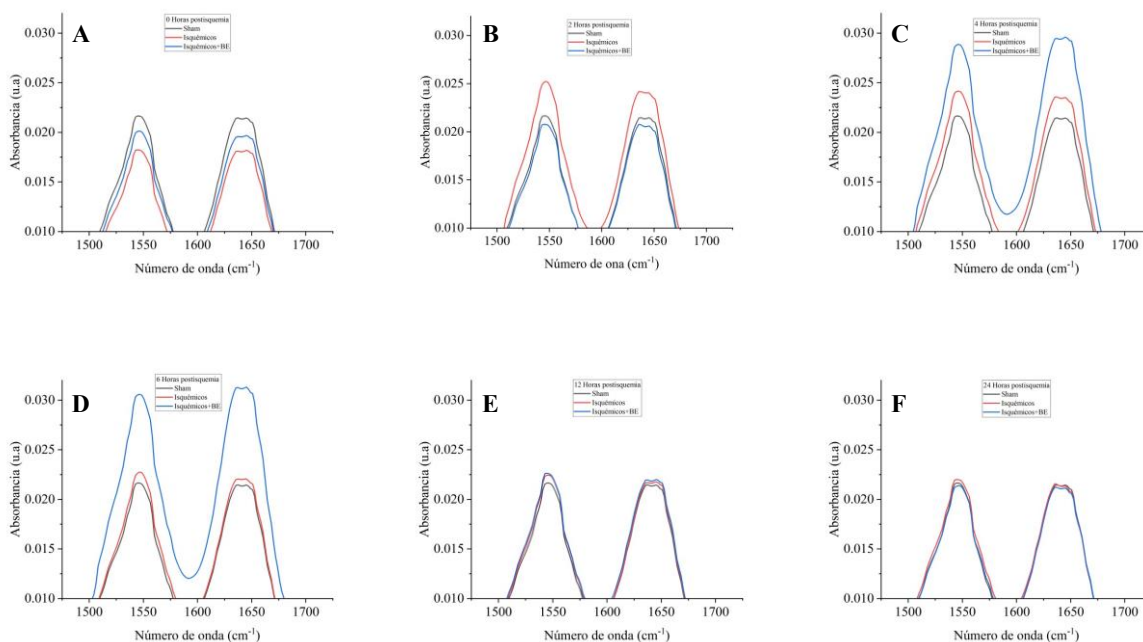 A
0 Horas postisquemia
Sham
Isquémicos
Isquémicos+BE
Absorbancia (u.a)
0.030
0.025
0.020
0.015
0.010
1500 1550 1600 1650 1700
Número de onda (cm-1)
B
2 Horas postisquemia
Sham
Isquémicos
Isquémicos+BE
Absorbancia (u.a)
0.030
0.025
0.020
0.015
0.010
1500 1550 1600 1650 1700
Número de ona (cm-1)
C
4 Horas postisquemia
Sham
Isquémicos
Isquémicos+BE
Absorbancia (u.a)
0.030
0.025
0.020
0.015
0.010
1500 1550 1600 1650 1700
Número de onda (cm-1)
D
6 Horas postisquemia
Sham
Isquémicos
Isquémicos+BE
Absorbancia (u.a)
0.030
0.025
0.020
0.015
0.010
1500 1550 1600 1650 1700
Número de onda (cm-1)
E
12 Horas postisquemia
Sham
Isquémicos
Isquémicos+BE
Absorbancia (u.a)
0.030
0.025
0.020
0.015
0.010
1500 1550 1600 1650 1700
Número de onda (cm-1)
F
24 Horas postisquemia
Sham
Isquémicos
Isquémicos+BE
Absorbancia (u.a)
0.030
0.025
0.020
0.015
0.010
1500 1550 1600 1650 1700
Número de onda (cm-1)